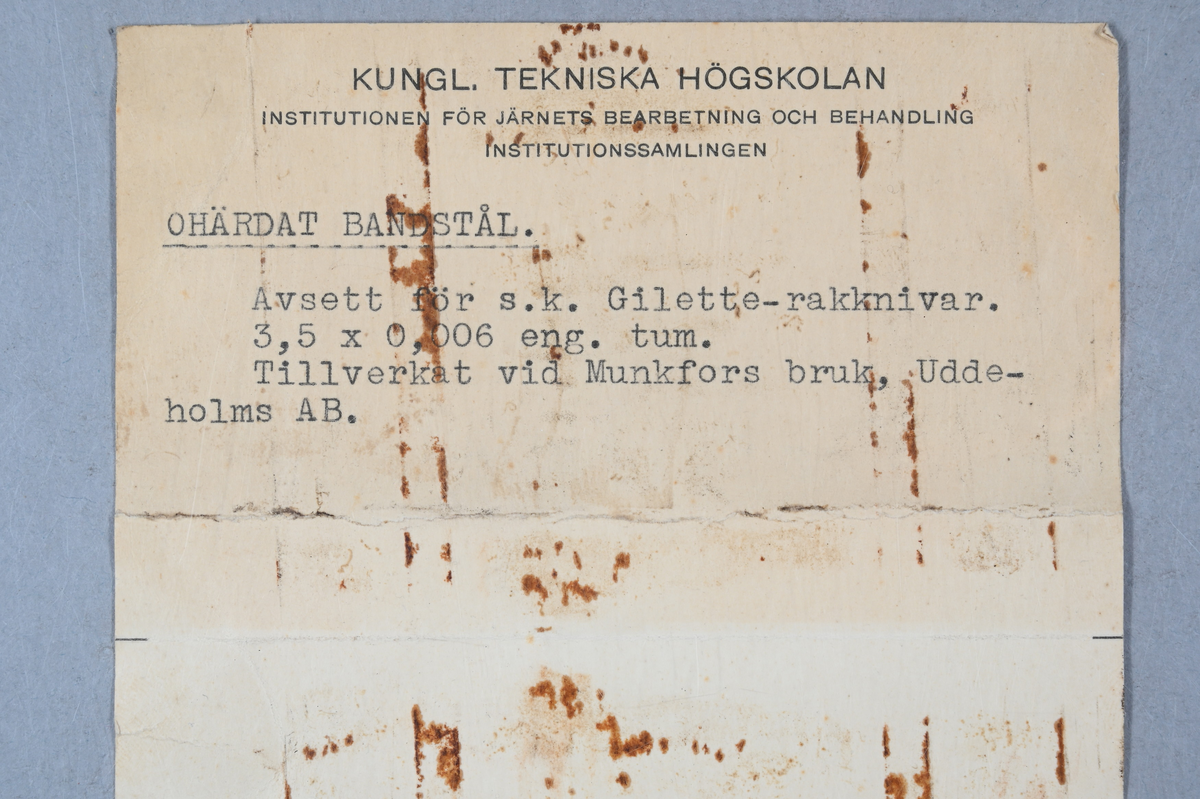 KUNGL. TEKNISKA HÖGSKOLAN
INSTITUTIONEN FÖR JÄRNETS BEARBETNING OCH BEHANDLING
INSTITUTIONSSAMLINGEN
OHÄRDAT BANDSTÅL.
Avsett för s.k. Gilette-rakknivar.
3,5 x 0,006 eng. tum.
Tillverkat vid Munkfors bruk, Udde-
holms AB.